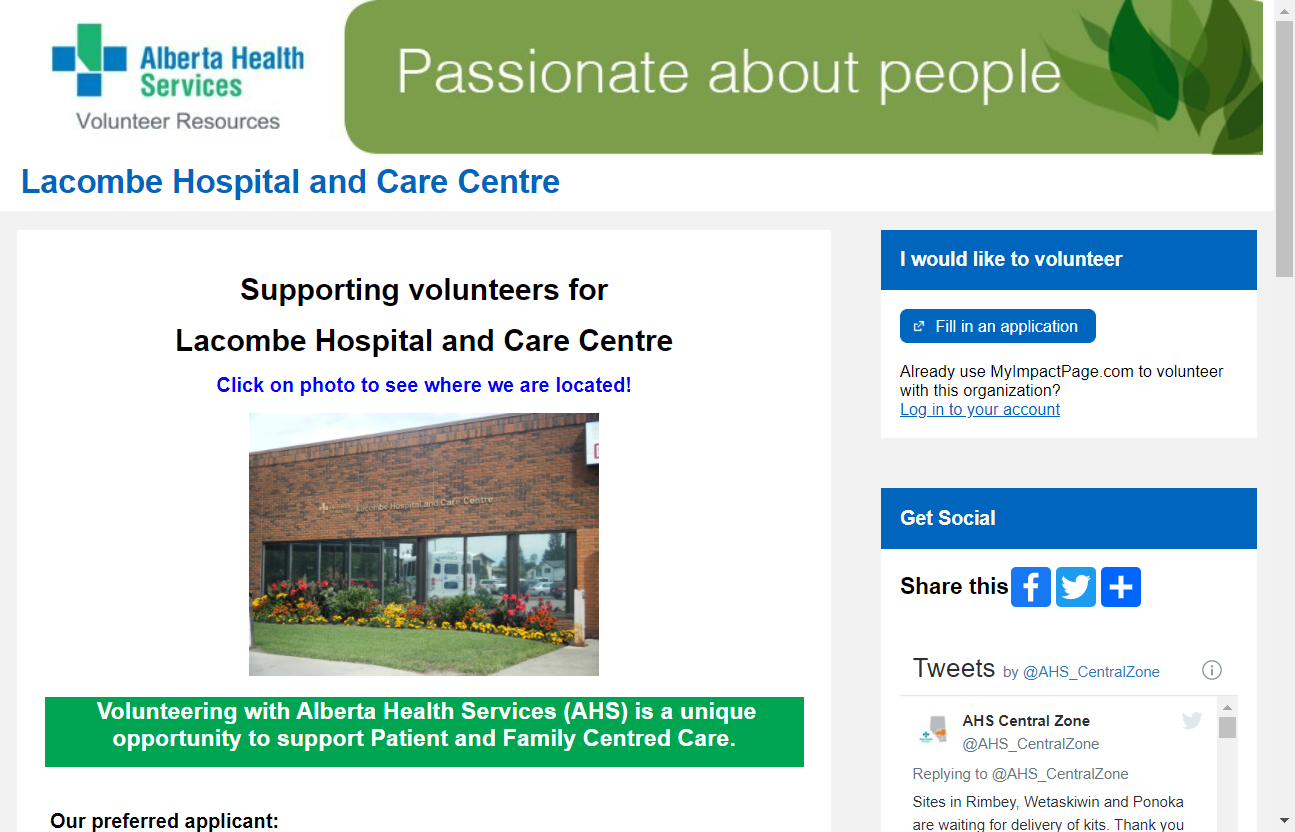 Alberta Health
Services
Volunteer Resources
Passionate about people
Lacombe Hospital and Care Centre
Supporting volunteers for
Lacombe Hospital and Care Centre
Click on photo to see where we are located!
Lacombe Hospital and Care Centre
Volunteering with Alberta Health Services (AHS) is a unique
opportunity to support Patient and Family Centred Care.
Our preferred applicant:
I would like to volunteer
Fill in an application
Already use MyImpactPage.com to volunteer
with this organization?
Log in to your account
Get Social
Share this
Tweets by @AHS_CentralZone
AHS Central Zone
@AHS_CentralZone
Replying to @AHS_CentralZone
Sites in Rimbey, Wetaskiwin and Ponoka
are waiting for delivery of kits. Thank you